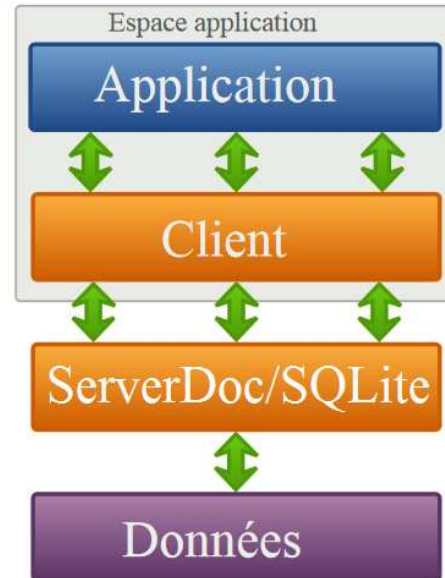 Espace application
Application
Client
ServerDoc/SQLite
Données